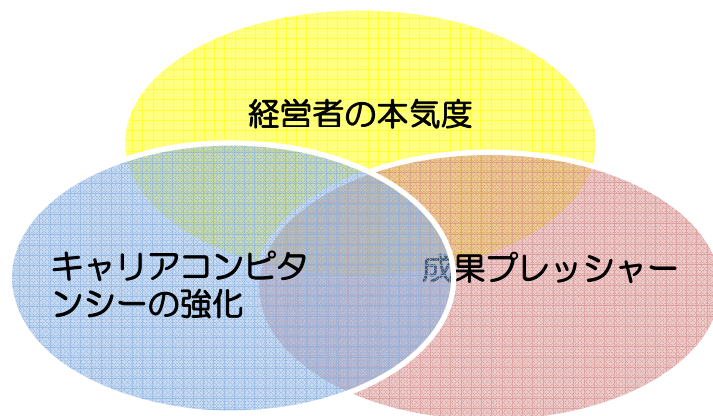 経営者の本気度
キャリアコンピタ
ンシーの強化
成果プレッシャー